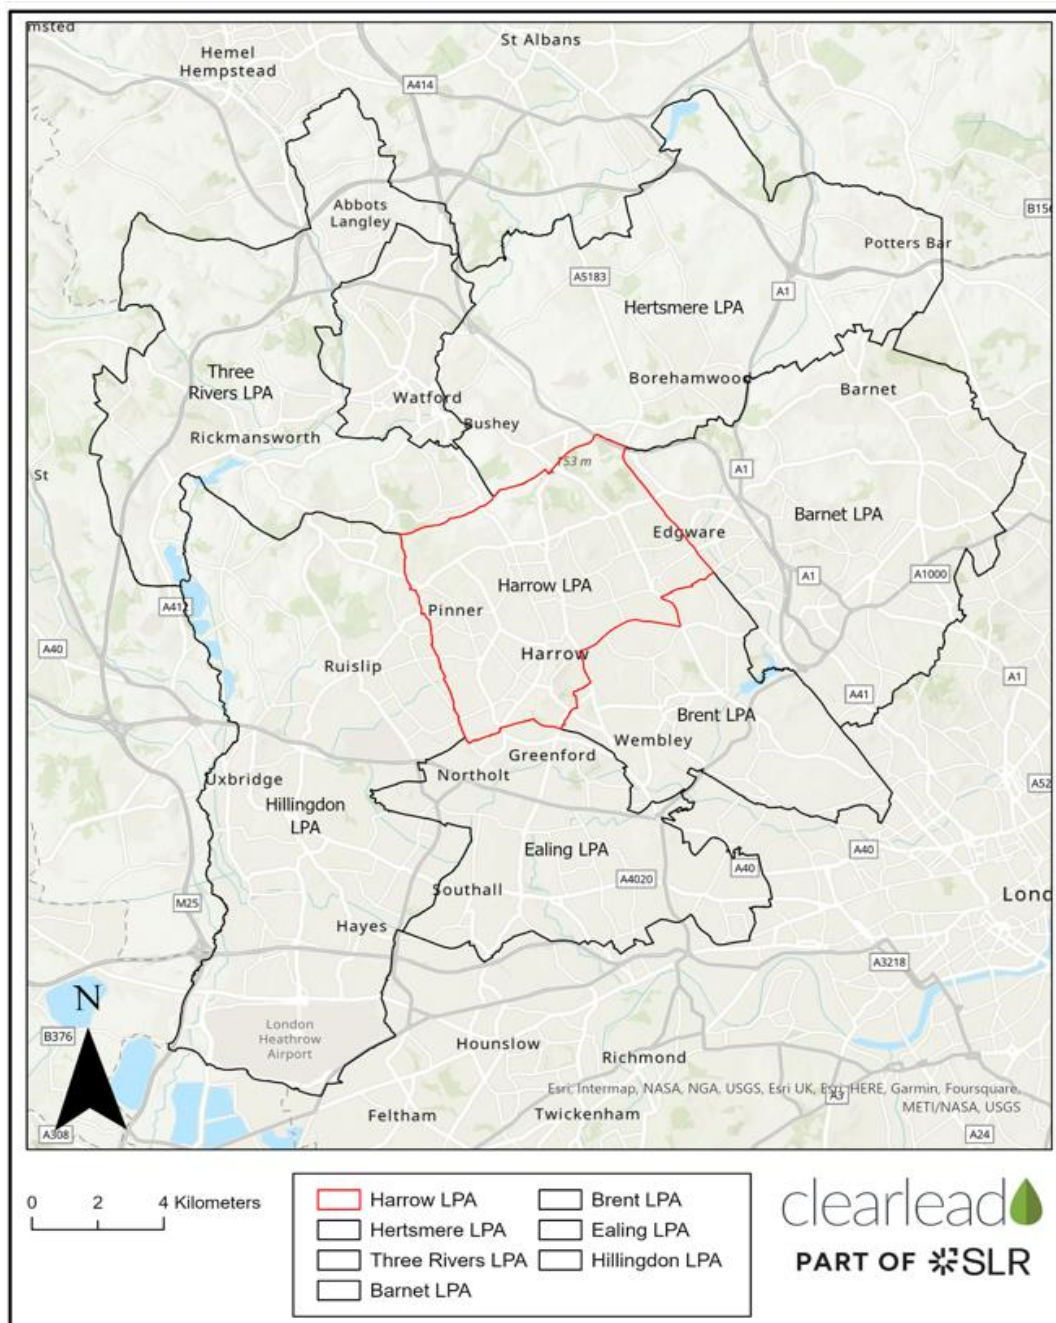 msted
Hemel
Hempstead
St Albans
A414
Abbots
Langley
B156
Potters Bar
A5183
A1
Hertsmere LPA
Three
Rivers LPA
Borehamwood
Barnet
Watford
Rickmansworth
Bushey
153 m
St
A1
Barnet LPA
Edgware
A1
A1000
Harrow LPA
Pinner
A412
A40
Harrow
Ruislip
A1
A41
Brent LPA
Wembley
Greenford
Northolt
Uxbridge
A52
Hillingdon
LPA
Ealing LPA
A40
A40
A4020
Southall
M25
Lond
Hayes
A3218
N
London
Heathrow
Airport
B376
Hounslow
Richmond
Esri, Intermap, NASA, NGA, USGS, Esri UK, Esri, HERE, Garmin, Foursquare,
METI/NASA, USGS
A3
Feltham
Twickenham
A308
A24
0 2 4 Kilometers
Harrow LPA
Hertsmere LPA
Three Rivers LPA
Barnet LPA
Brent LPA
Ealing LPA
Hillingdon LPA
clearlead
PART OF SLR